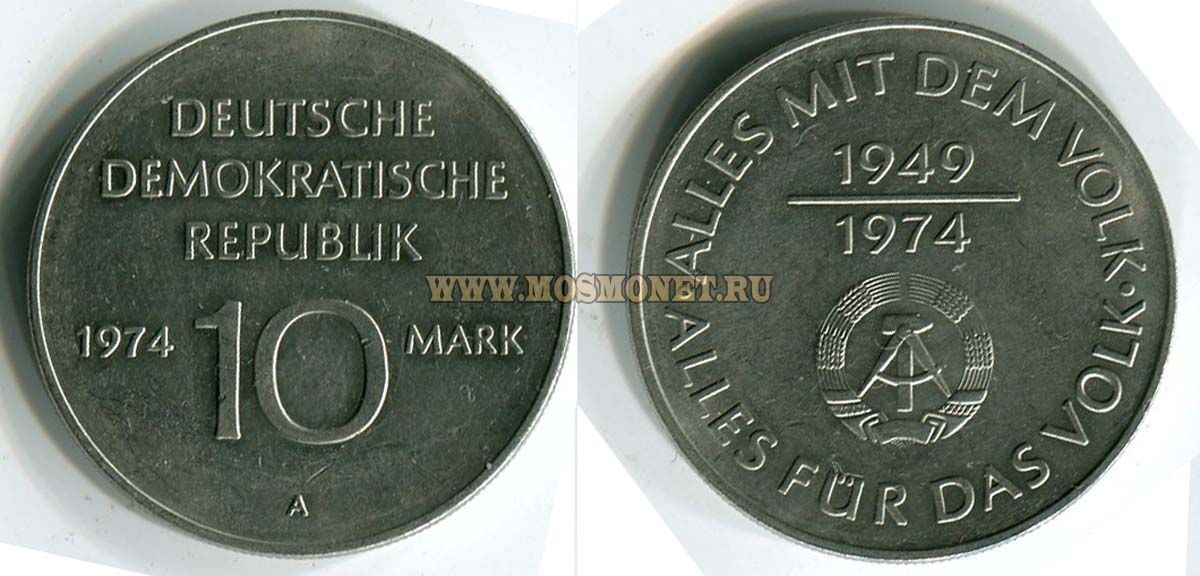 DEUTSCHE
DEMOKRATISCHE
REPUBLIK
1974 10 MARK
A
ALLES MIT DEM VOLK · ALLES FÜR DAS VOLK ·
1949
1974
WWW.MOSMONET.RU